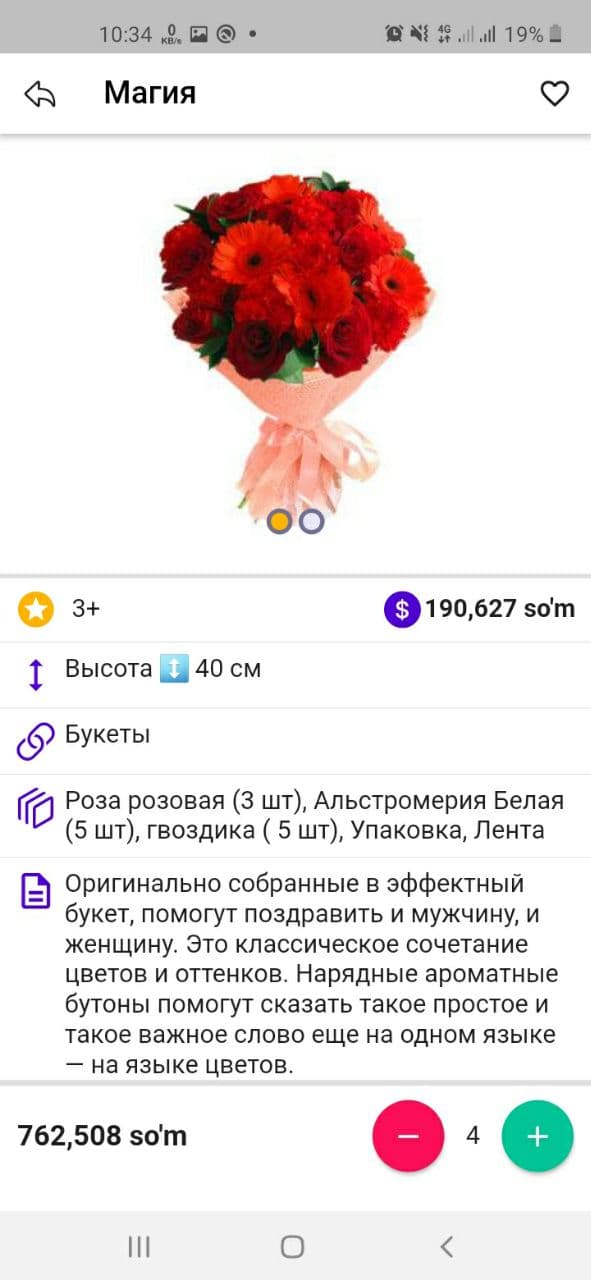 10:34 0 KB/s 4G 19%
Магия
3+ $ 190,627 so'm
Высота ↕️ 40 см
Букеты
Роза розовая (3 шт), Альстромерия Белая
(5 шт), гвоздика ( 5 шт), Упаковка, Лента
Оригинально собранные в эффектный
букет, помогут поздравить и мужчину, и
женщину. Это классическое сочетание
цветов и оттенков. Нарядные ароматные
бутоны помогут сказать такое простое и
такое важное слово еще на одном языке
— на языке цветов.
762,508 so'm − 4 +